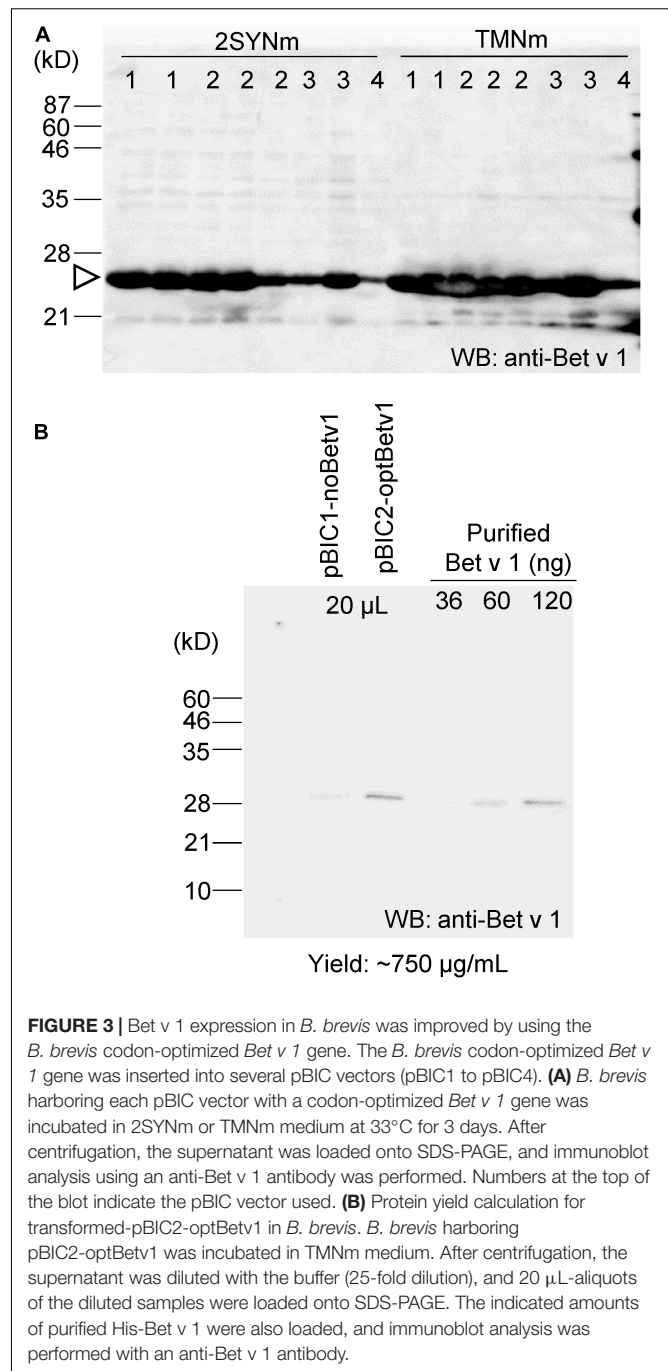 A
(kD)
2SYNm TMNm
1 1 2 2 2 3 3 4 1 1 2 2 2 3 3 4
87
60
46
35
28
21
WB: anti-Bet v 1
B
pBIC1-noBetv1
pBIC2-optBetv1
Purified
Bet v 1 (ng)
20 μL 36 60 120
(kD)
60
46
35
28
21
10
WB: anti-Bet v 1
Yield: ~750 μg/mL
FIGURE 3 | Bet v 1 expression in B. brevis was improved by using the
B. brevis codon-optimized Bet v 1 gene. The B. brevis codon-optimized Bet v
1 gene was inserted into several pBIC vectors (pBIC1 to pBIC4). (A) B. brevis
harboring each pBIC vector with a codon-optimized Bet v 1 gene was
incubated in 2SYNm or TMNm medium at 33°C for 3 days. After
centrifugation, the supernatant was loaded onto SDS-PAGE, and immunoblot
analysis using an anti-Bet v 1 antibody was performed. Numbers at the top of
the blot indicate the pBIC vector used. (B) Protein yield calculation for
transformed-pBIC2-optBetv1 in B. brevis. B. brevis harboring
pBIC2-optBetv1 was incubated in TMNm medium. After centrifugation, the
supernatant was diluted with the buffer (25-fold dilution), and 20 μL-aliquots
of the diluted samples were loaded onto SDS-PAGE. The indicated amounts
of purified His-Bet v 1 were also loaded, and immunoblot analysis was
performed with an anti-Bet v 1 antibody.